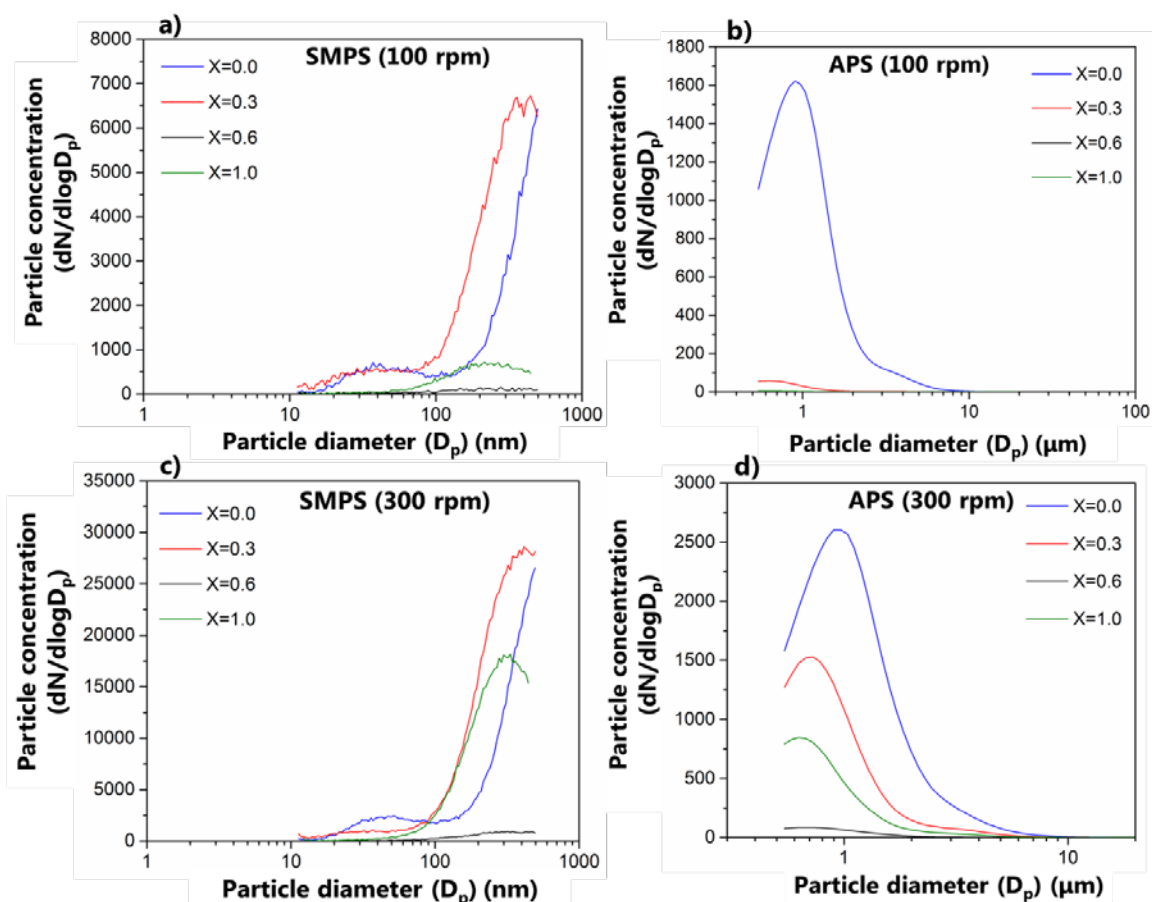 a)
SMPS (100 rpm)
Particle concentration
(dN/dlogDp)
8000
7000
6000
5000
4000
3000
2000
1000
0
X=0.0
X=0.3
X=0.6
X=1.0
1
10
100
1000
Particle diameter (Dp) (nm)
b)
APS (100 rpm)
Particle concentration
(dN/dlogDp)
1800
1600
1400
1200
1000
800
600
400
200
0
X=0.0
X=0.3
X=0.6
X=1.0
1
10
100
Particle diameter (Dp) (μm)
c)
SMPS (300 rpm)
Particle concentration
(dN/dlogDp)
35000
30000
25000
20000
15000
10000
5000
0
X=0.0
X=0.3
X=0.6
X=1.0
1
10
100
1000
Particle diameter (Dp) (nm)
d)
APS (300 rpm)
Particle concentration
(dN/dlogDp)
3000
2500
2000
1500
1000
500
0
X=0.0
X=0.3
X=0.6
X=1.0
1
10
Particle diameter (Dp) (μm)